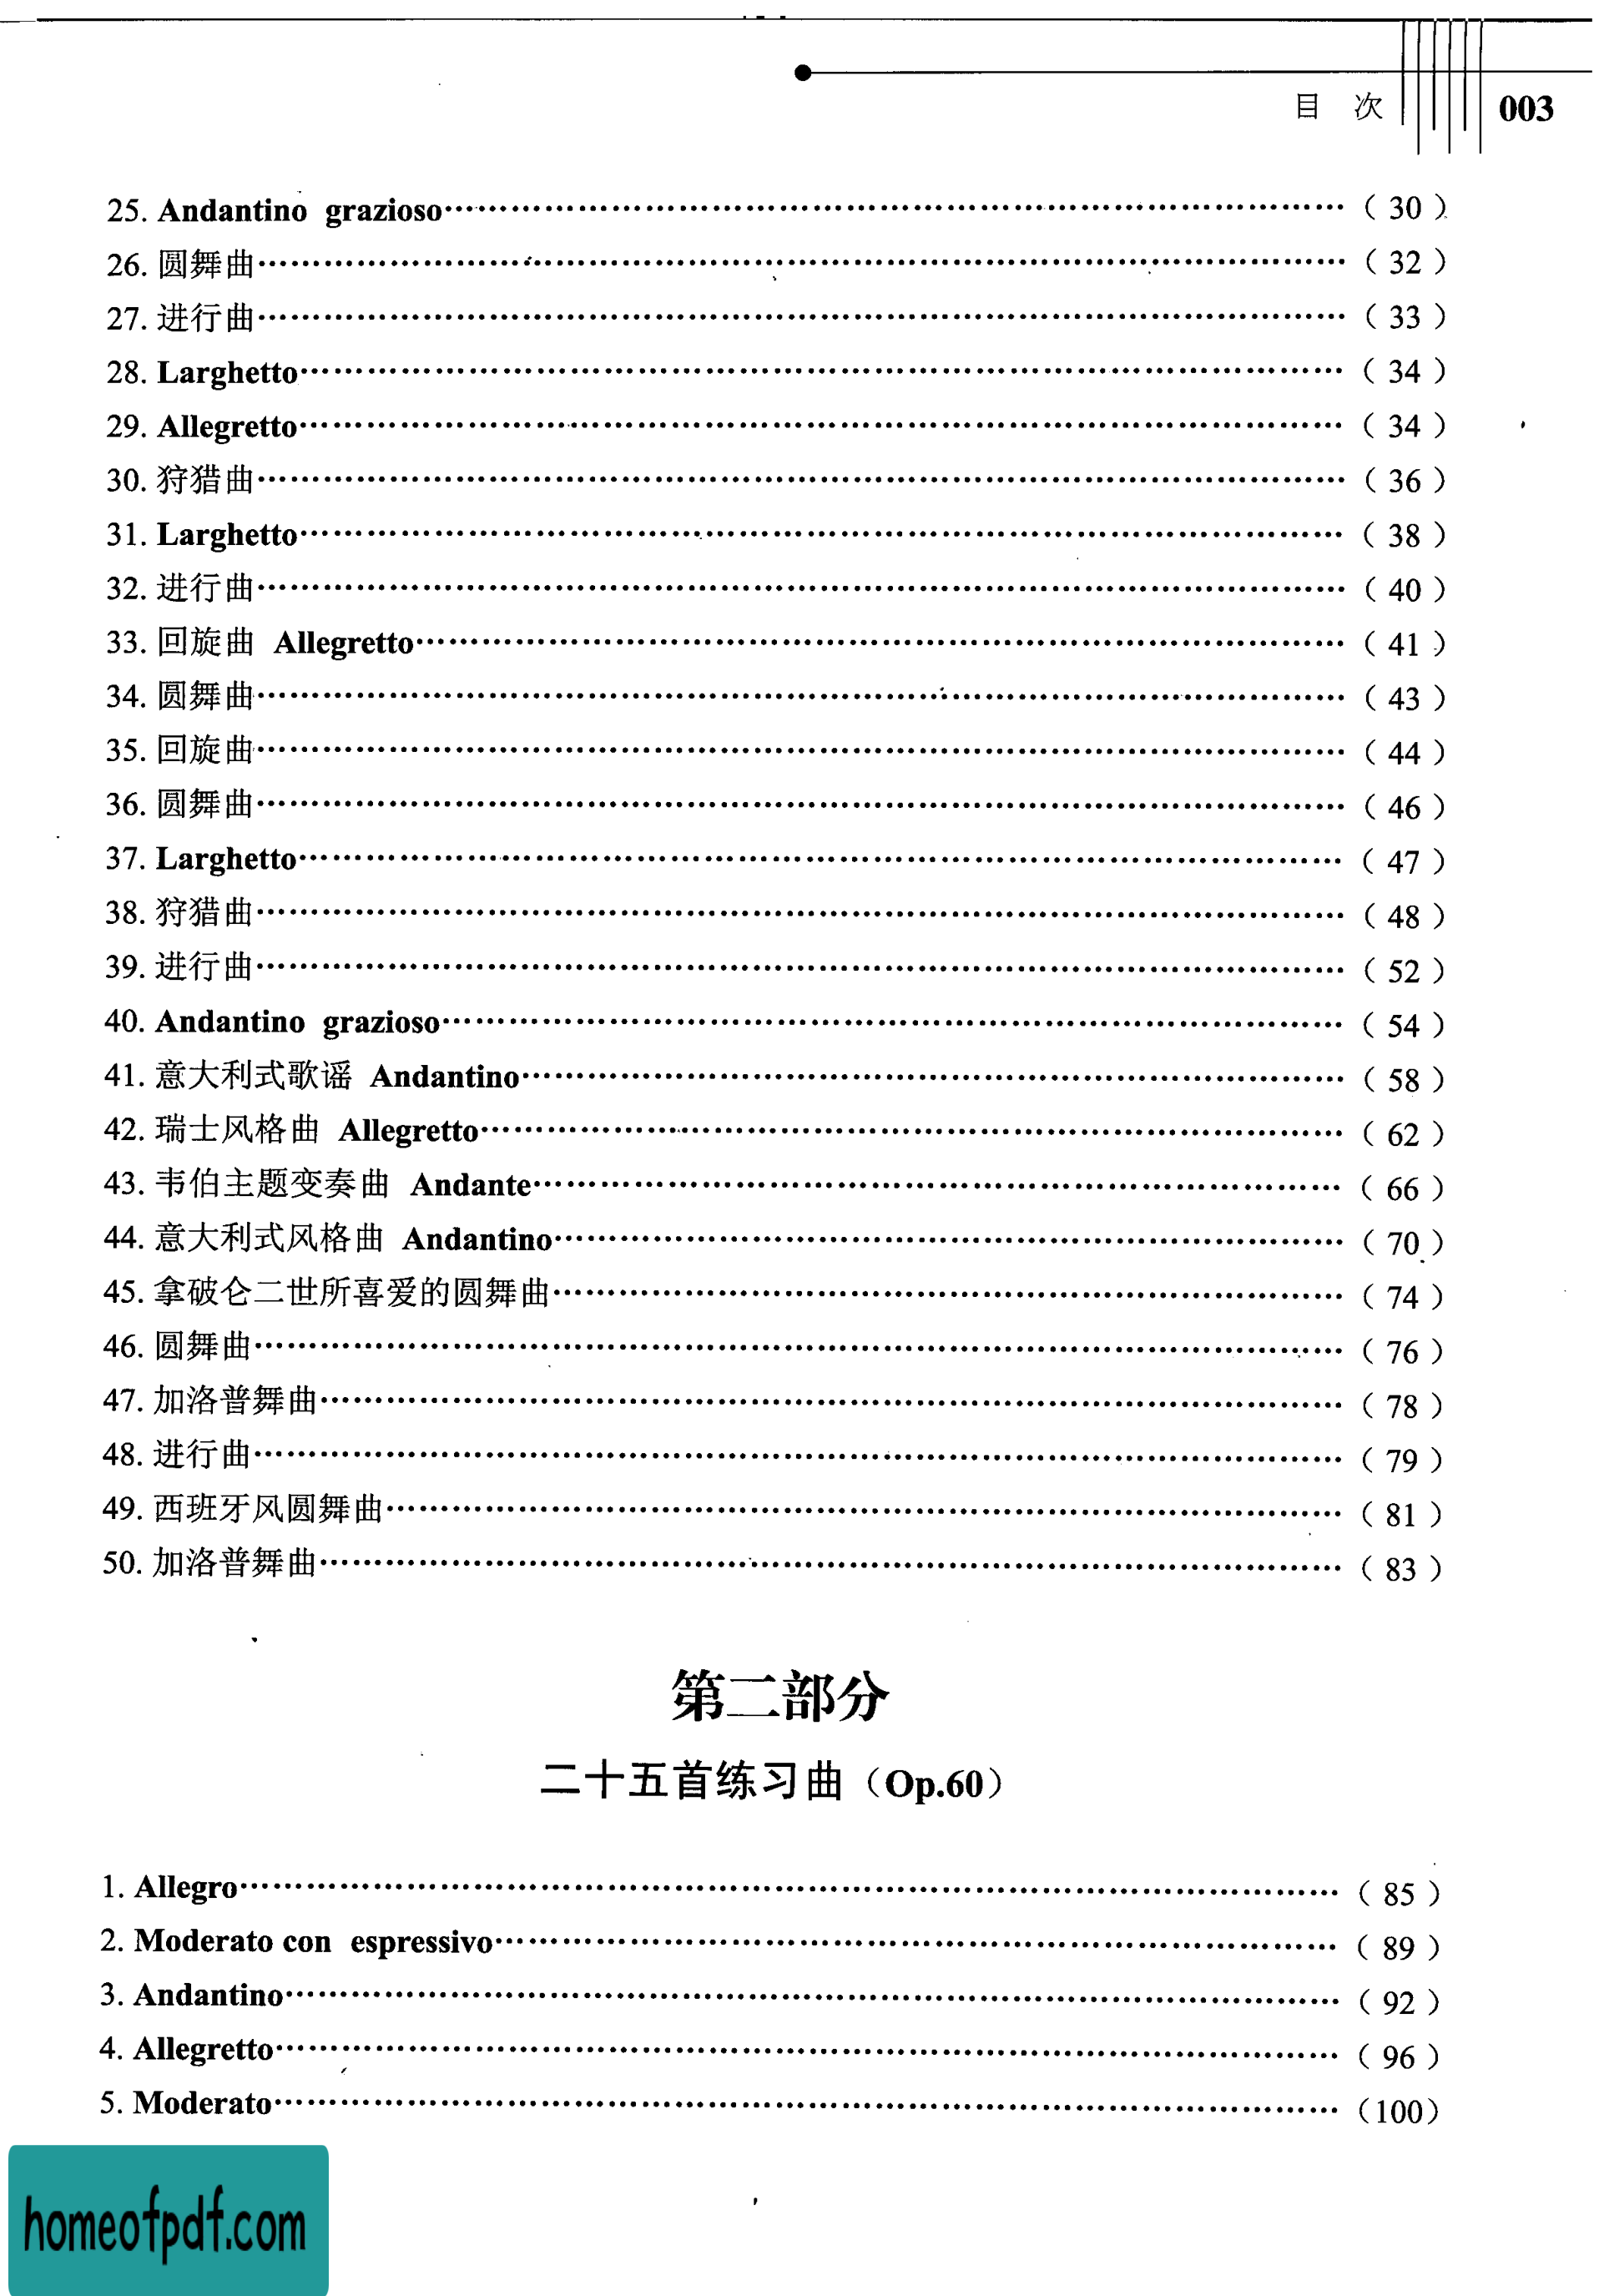 目 次 003
25. Andantino grazioso ( 30 )
26. 圆舞曲 ( 32 )
27. 进行曲 ( 33 )
28. Larghetto ( 34 )
29. Allegretto ( 34 )
30. 狩猎曲 ( 36 )
31. Larghetto ( 38 )
32. 进行曲 ( 40 )
33. 回旋曲 Allegretto ( 41 )
34. 圆舞曲 ( 43 )
35. 回旋曲 ( 44 )
36. 圆舞曲 ( 46 )
37. Larghetto ( 47 )
38. 狩猎曲 ( 48 )
39. 进行曲 ( 52 )
40. Andantino grazioso ( 54 )
41. 意大利式歌谣 Andantino ( 58 )
42. 瑞士风格曲 Allegretto ( 62 )
43. 韦伯主题变奏曲 Andante ( 66 )
44. 意大利式风格曲 Andantino ( 70 )
45. 拿破仑二世所喜爱的圆舞曲 ( 74 )
46. 圆舞曲 ( 76 )
47. 加洛普舞曲 ( 78 )
48. 进行曲 ( 79 )
49. 西班牙风圆舞曲 ( 81 )
50. 加洛普舞曲 ( 83 )
第二部分
二十五首练习曲（Op.60）
1. Allegro ( 85 )
2. Moderato con espressivo ( 89 )
3. Andantino ( 92 )
4. Allegretto ( 96 )
5. Moderato (100)
homeofpdf.com